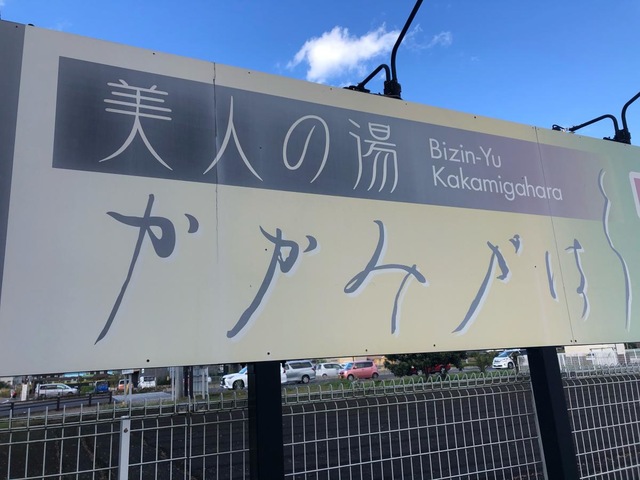 美人の湯
Bizin-Yu
Kakamigahara
かかみがはら